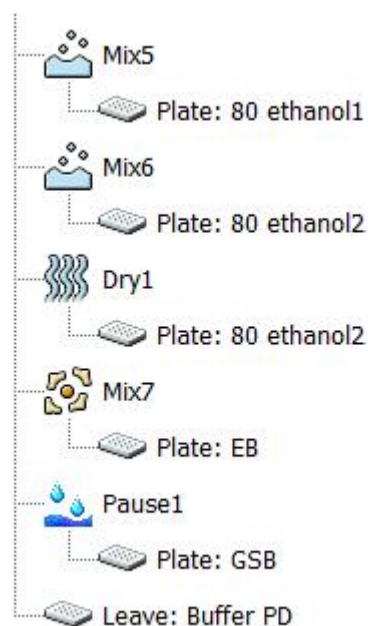 Mix5
Plate: 80 ethanol1
Mix6
Plate: 80 ethanol2
Dry1
Plate: 80 ethanol2
Mix7
Plate: EB
Pause1
Plate: GSB
Leave: Buffer PD